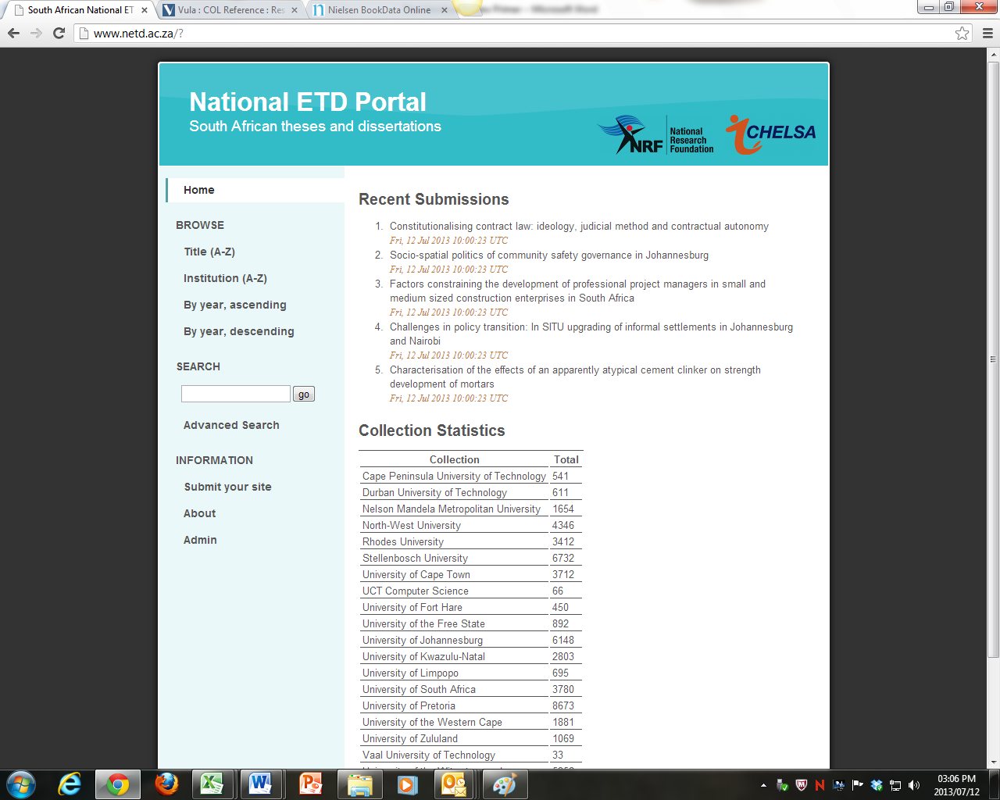 South African National ET
Vula : COL Reference : Res
Nielsen BookData Online
Microsoft Word
www.netd.ac.za/?
National ETD Portal
South African theses and dissertations
NRF
National
Research
Foundation
CHELSA
Home
BROWSE
Title (A-Z)
Institution (A-Z)
By year, ascending
By year, descending
SEARCH
go
Advanced Search
INFORMATION
Submit your site
About
Admin
Recent Submissions
1. Constitutionalising contract law: ideology, judicial method and contractual autonomy
Fri, 12 Jul 2013 10:00:23 UTC
2. Socio-spatial politics of community safety governance in Johannesburg
Fri, 12 Jul 2013 10:00:23 UTC
3. Factors constraining the development of professional project managers in small and
medium sized construction enterprises in South Africa
Fri, 12 Jul 2013 10:00:23 UTC
4. Challenges in policy transition: In SITU upgrading of informal settlements in Johannesburg
and Nairobi
Fri, 12 Jul 2013 10:00:23 UTC
5. Characterisation of the effects of an apparently atypical cement clinker on strength
development of mortars
Fri, 12 Jul 2013 10:00:23 UTC
Collection Statistics
Collection Total
Cape Peninsula University of Technology 541
Durban University of Technology 611
Nelson Mandela Metropolitan University 1654
North-West University 4346
Rhodes University 3412
Stellenbosch University 6732
University of Cape Town 3712
UCT Computer Science 66
University of Fort Hare 450
University of the Free State 892
University of Johannesburg 6148
University of Kwazulu-Natal 2803
University of Limpopo 695
University of South Africa 3780
University of Pretoria 8673
University of the Western Cape 1881
University of Zululand 1069
Vaal University of Technology 33
03:06 PM
2013/07/12